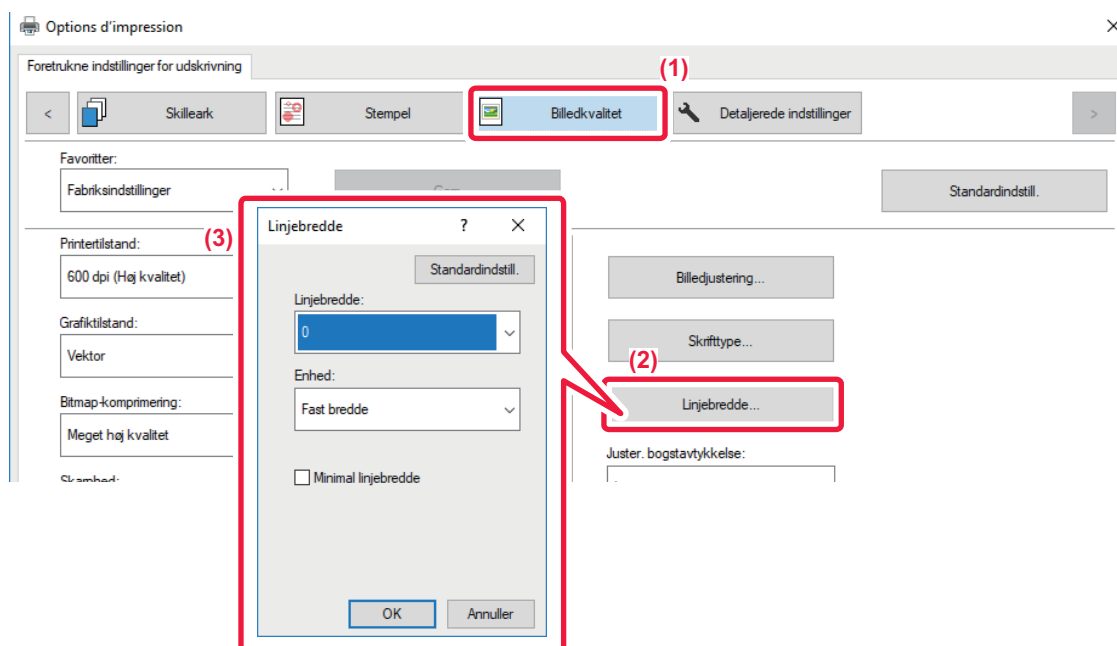 Options d'impression
Foretrukne indstillinger for udskrivning
(1)
< Skilleark Stempel Billedkvalitet Detaljerede indstillinger >
Favoritter:
Fabriksindstillinger
Standardindstill.
(3)
Linjebredde ? ×
Standardindstill.
Linjebredde:
0
Enhed:
Fast bredde
Minimal linjebredde
OK Annuller
Printertilstand:
600 dpi (Høj kvalitet)
Grafiktilstand:
Vektor
Bitmap-komprimering:
Meget høj kvalitet
Billedjustering...
Skrifttype...
(2)
Linjebredde...
Juster. bogstavtykkelse: